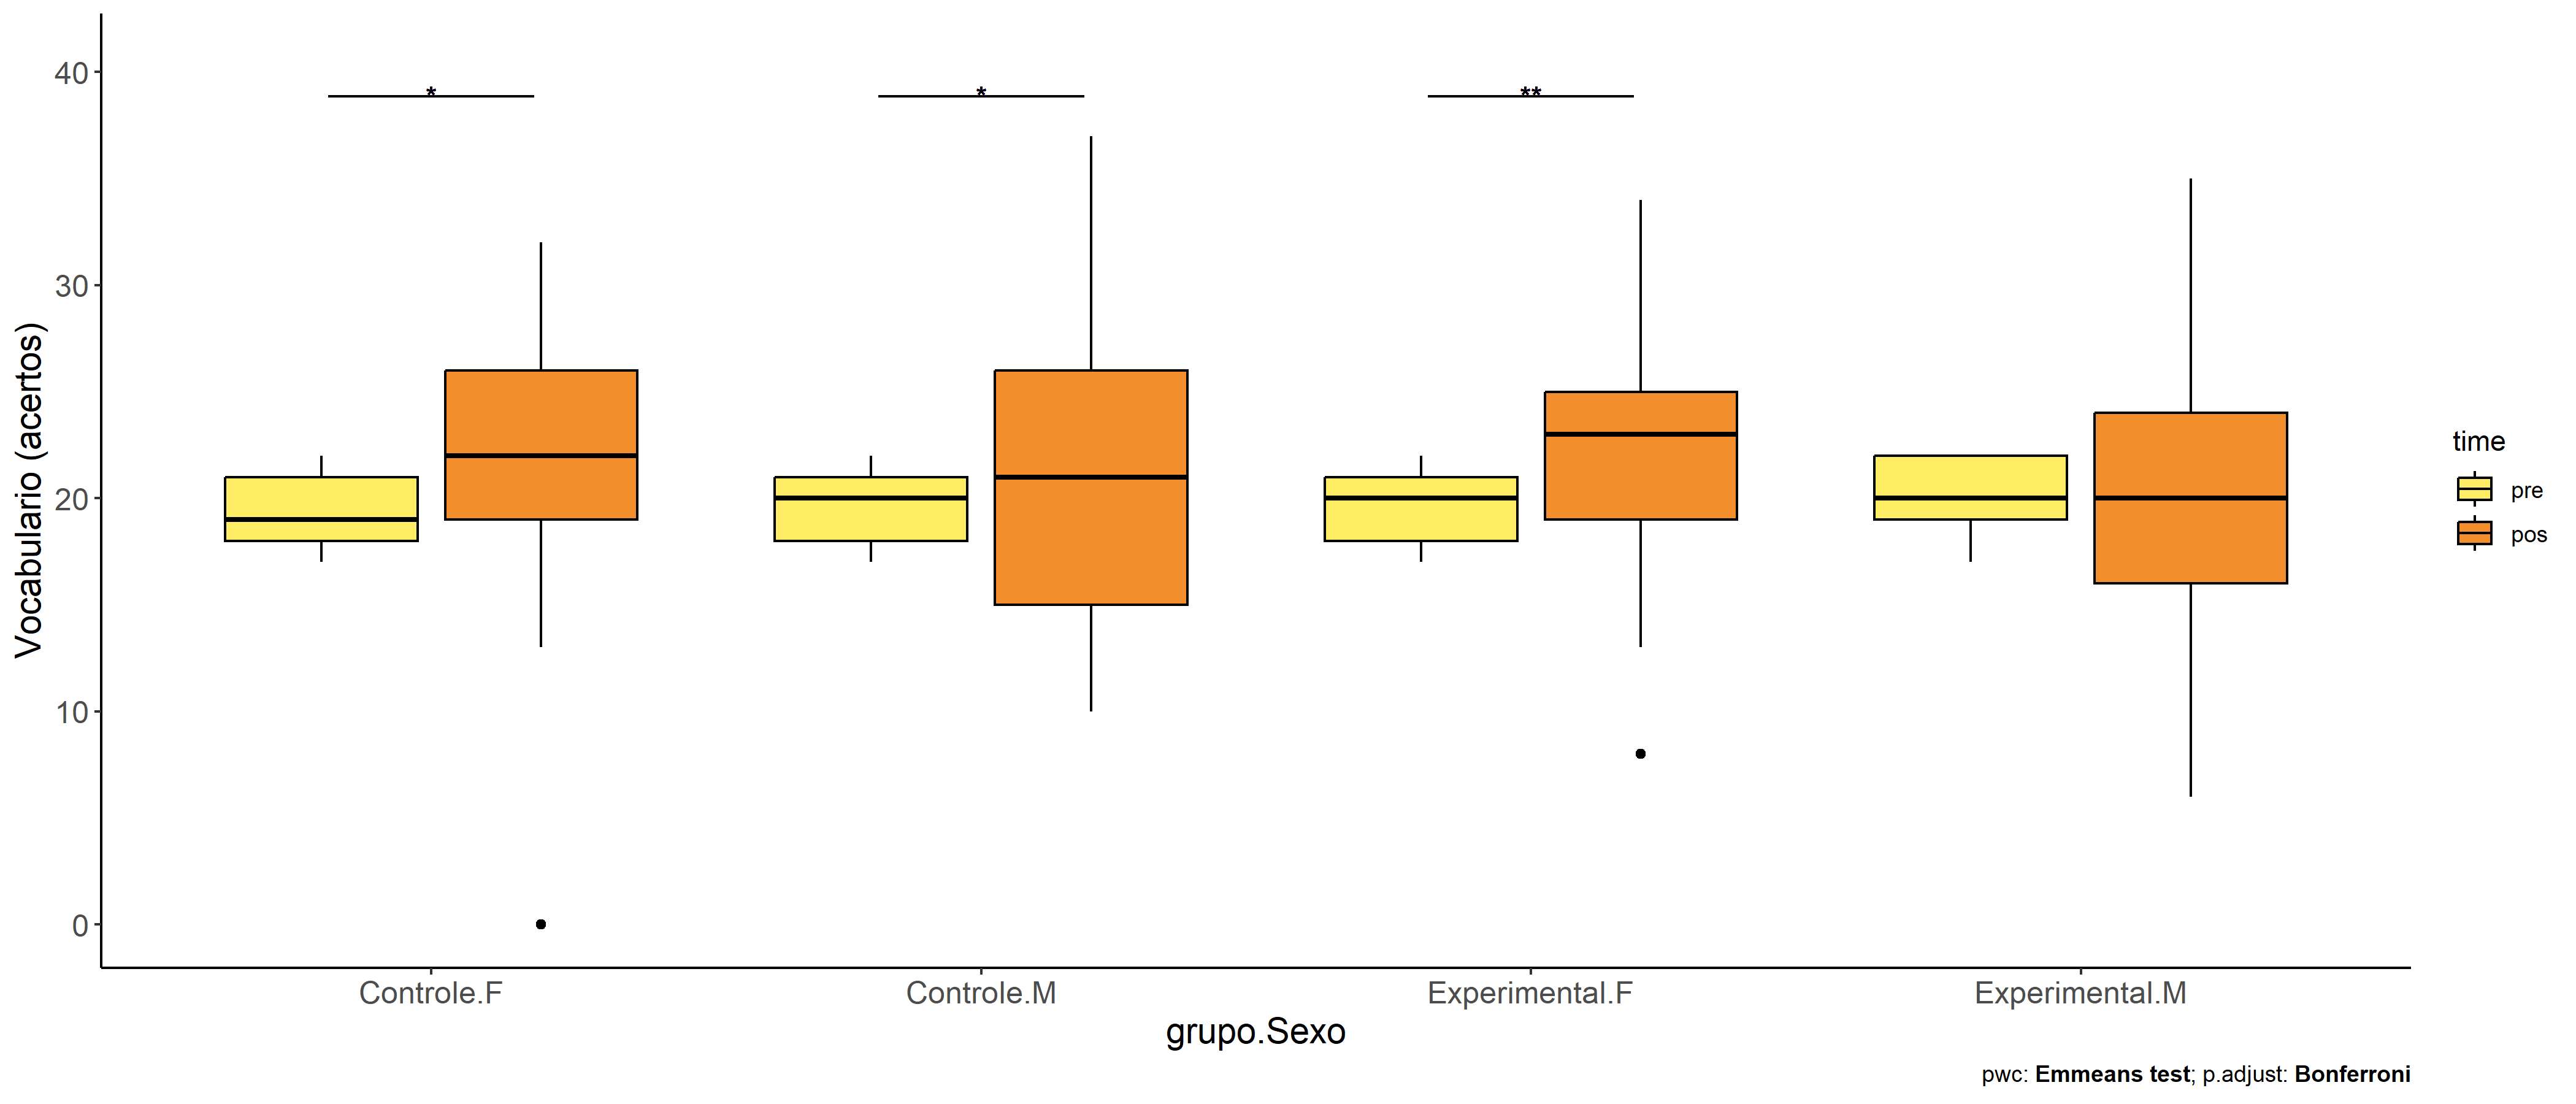 40
30
20
10
0
Vocabulario (acertos)
*
*
**
Controle.F
Controle.M
Experimental.F
Experimental.M
grupo.Sexo
time
pre
pos
pwc: Emmeans test; p.adjust: Bonferroni